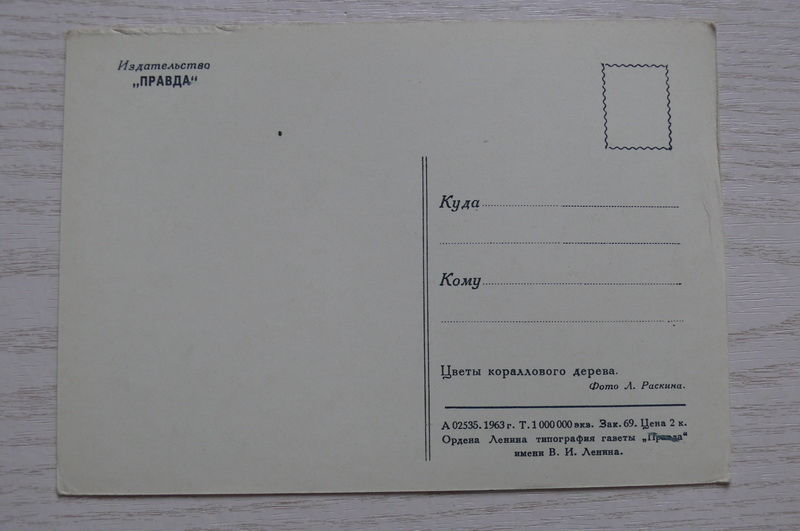 Издательство
„ПРАВДА“
Куда
Кому
Цветы кораллового дерева.
Фото Л. Раскина.
А 02535. 1963 г. Т. 1 000 000 экз. Зак. 69. Цена 2 к.
Ордена Ленина типография газеты „Правда“
имени В. И. Ленина.